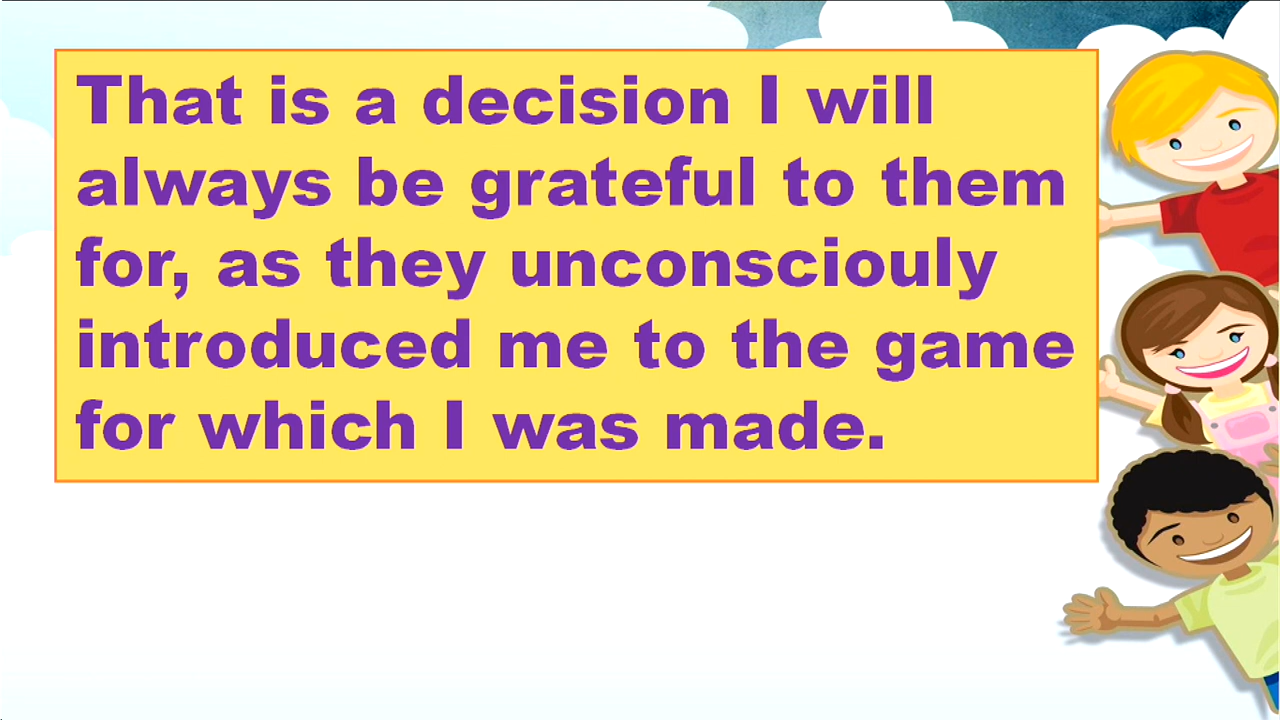 That is a decision I will
always be grateful to them
for, as they unconsciouly
introduced me to the game
for which I was made.